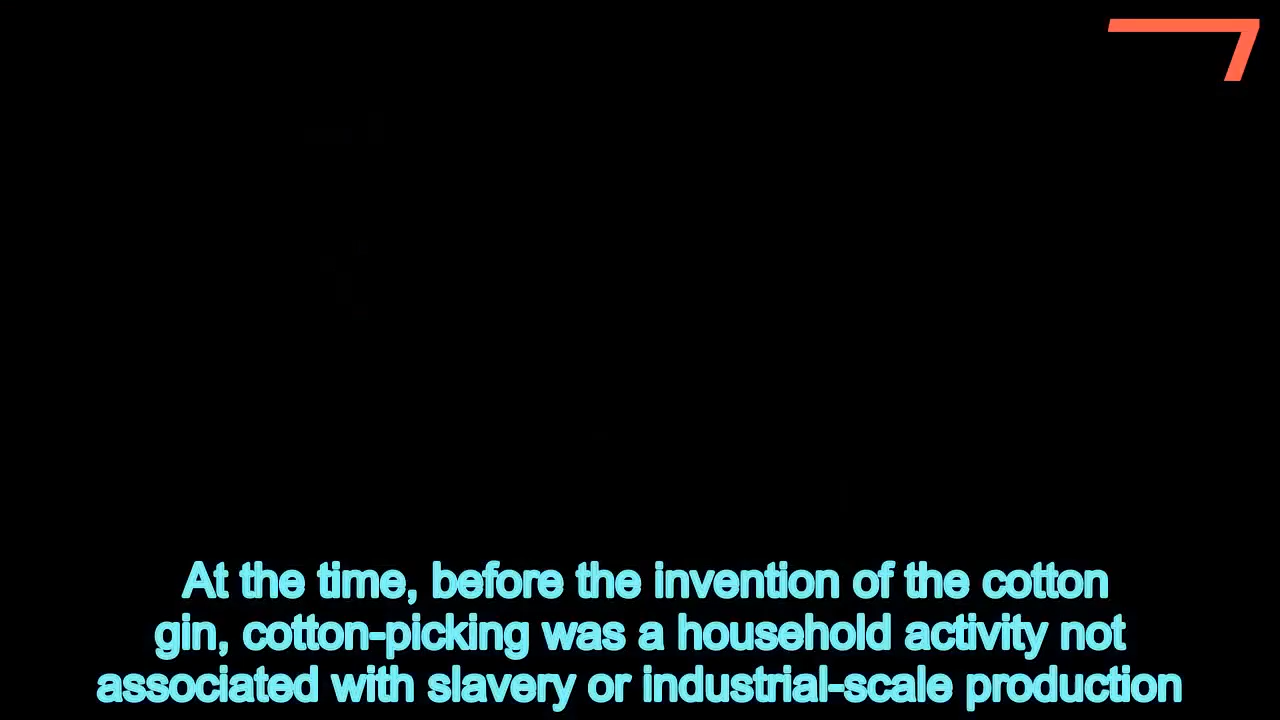 At the time, before the invention of the cotton
gin, cotton-picking was a household activity not
associated with slavery or industrial-scale production